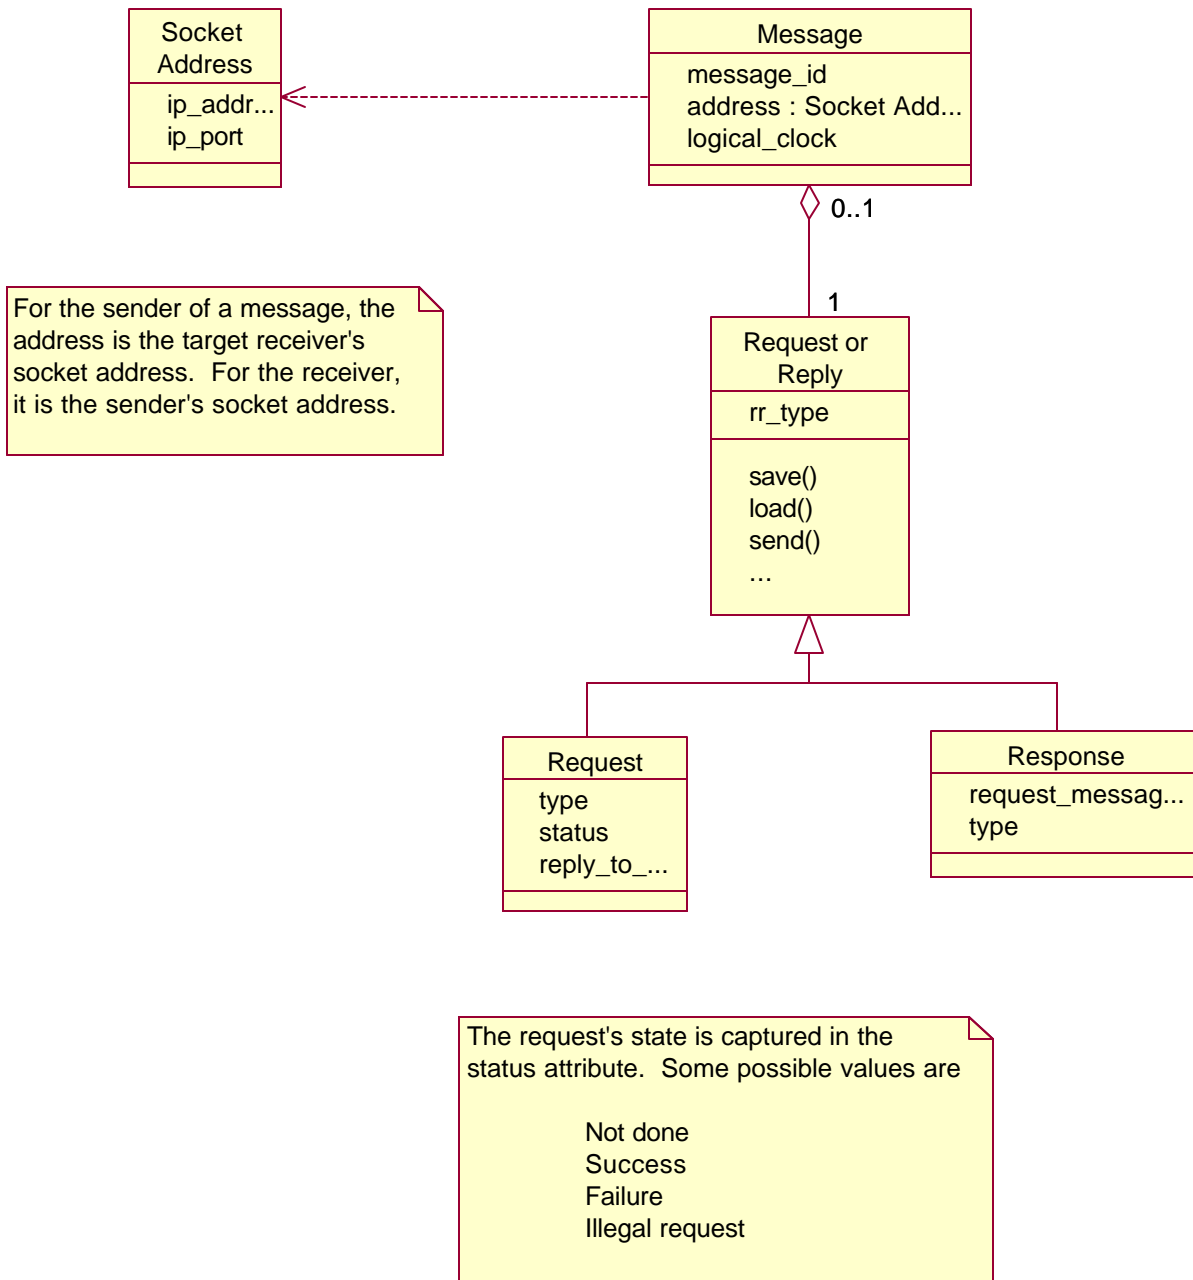 Socket
Address
ip_addr...
ip_port
Message
message_id
address : Socket Add...
logical_clock
0..1
For the sender of a message, the
address is the target receiver's
socket address.  For the receiver,
it is the sender's socket address.
1
Request or
Reply
rr_type
save()
load()
send()
...
Request
type
status
reply_to_...
Response
request_messag...
type
The request's state is captured in the
status attribute.  Some possible values are
Not done
Success
Failure
Illegal request